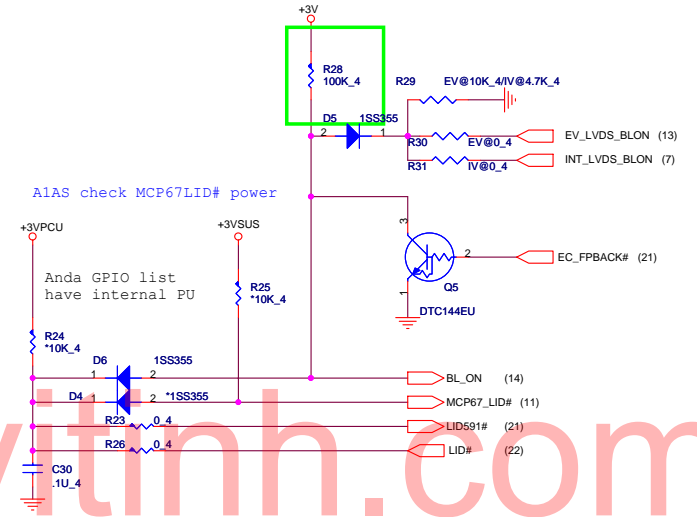 +3V
R28
100K_4
R29
EV@10K_4/IV@4.7K_4
D5
1SS355
2
1
R30
EV@0_4
EV_LVDS_BLON (13)
R31
IV@0_4
INT_LVDS_BLON (7)
A1AS check MCP67LID# power
+3VPCU
+3VSUS
3
2
EC_FPBACK# (21)
Anda GPIO list
have internal PU
R25
*10K_4
Q5
1
DTC144EU
R24
*10K_4
D6
1SS355
1
2
BL_ON (14)
D4
1
2
*1SS355
MCP67_LID# (11)
R23
0_4
LID591# (21)
R26
0_4
LID# (22)
C30
.1U_4
vitinh.com